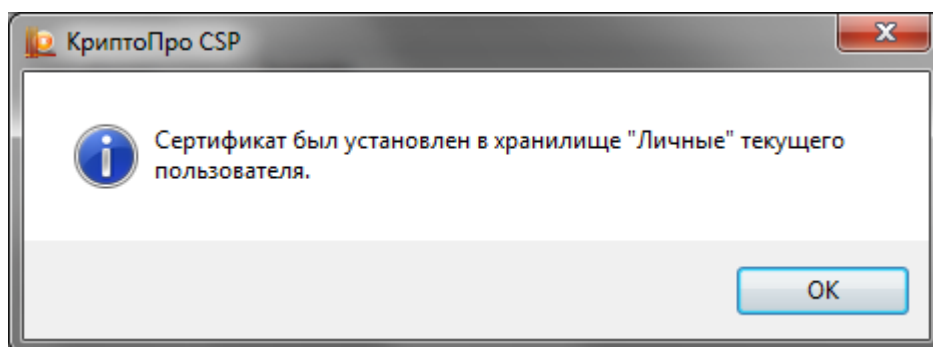 КриптоПро CSP
Сертификат был установлен в хранилище "Личные" текущего
пользователя.
OK